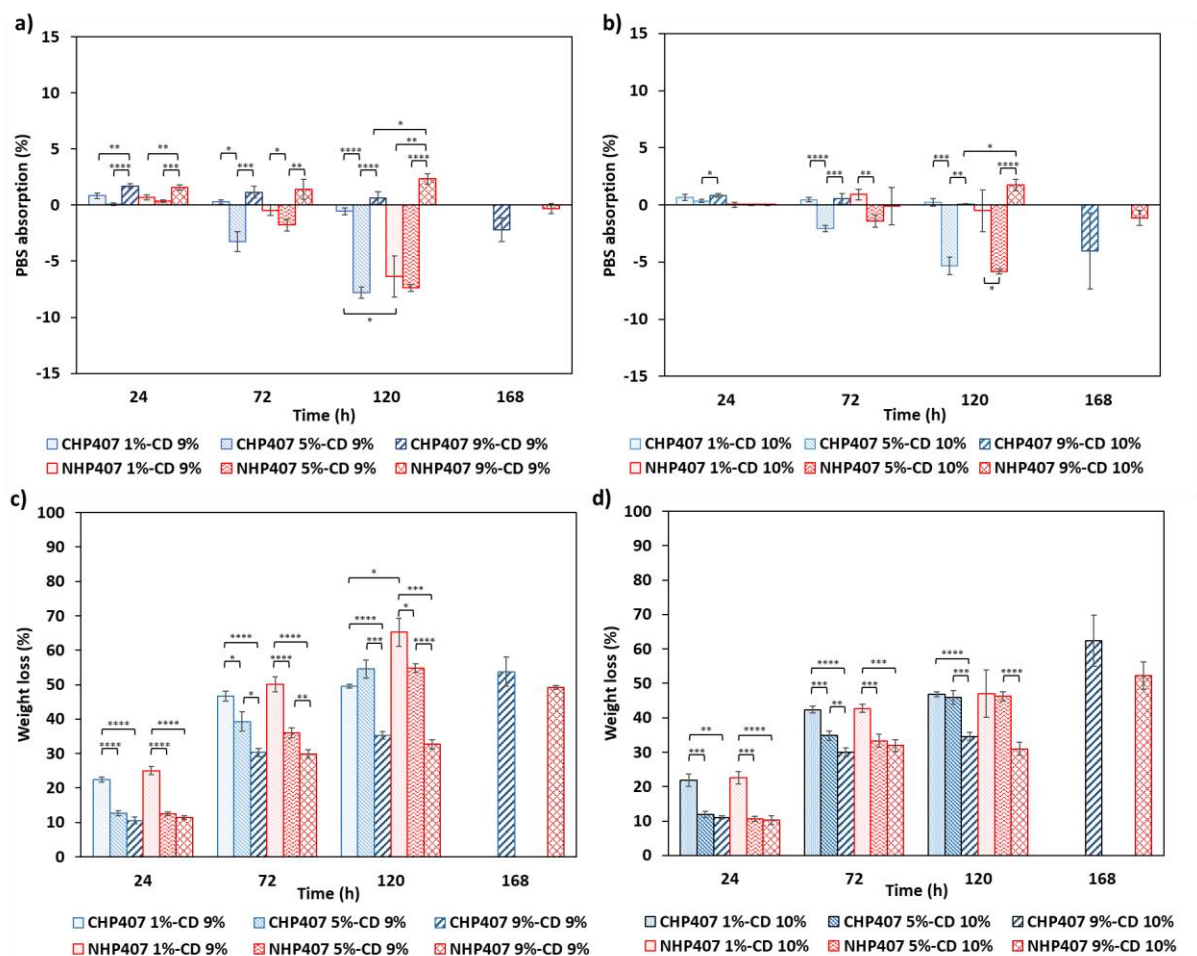 a)
15
10
5
0
-5
-10
-15
PBS absorption (%)
** ** **** *** * *** * ** **** **** * ** **** *
24 72 120 168
Time (h)
CHP407 1%-CD 9% CHP407 5%-CD 9% CHP407 9%-CD 9%
NHP407 1%-CD 9% NHP407 5%-CD 9% NHP407 9%-CD 9%
b)
15
10
5
0
-5
-10
-15
PBS absorption (%)
* **** *** ** *** ** * **** *
24 72 120 168
Time (h)
CHP407 1%-CD 10% CHP407 5%-CD 10% CHP407 9%-CD 10%
NHP407 1%-CD 10% NHP407 5%-CD 10% NHP407 9%-CD 10%
c)
100
90
80
70
60
50
40
30
20
10
0
Weight loss (%)
**** **** **** **** **** * * **** **** ** **** *** * *** * ****
24 72 120 168
Time (h)
CHP407 1%-CD 9% CHP407 5%-CD 9% CHP407 9%-CD 9%
NHP407 1%-CD 9% NHP407 5%-CD 9% NHP407 9%-CD 9%
d)
100
90
80
70
60
50
40
30
20
10
0
Weight loss (%)
** *** **** *** **** *** ** *** *** **** *** ****
24 72 120 168
Time (h)
CHP407 1%-CD 10% CHP407 5%-CD 10% CHP407 9%-CD 10%
NHP407 1%-CD 10% NHP407 5%-CD 10% NHP407 9%-CD 10%